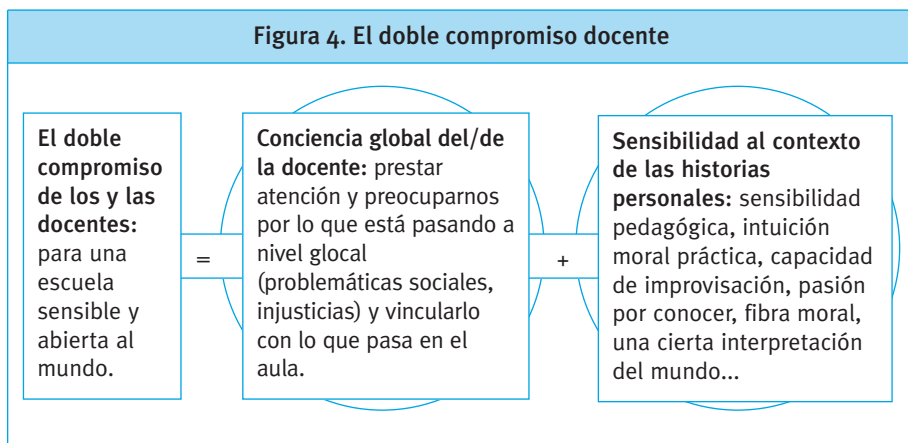 Figura 4. El doble compromiso docente
El doble
compromiso
de los y las
docentes:
para una
escuela
sensible y
abierta al
mundo.
=
Conciencia global del/de
la docente: prestar
atención y preocuparnos
por lo que está pasando a
nivel glocal
(problemáticas sociales,
injusticias) y vincularlo
con lo que pasa en el
aula.
+
Sensibilidad al contexto
de las historias
personales: sensibilidad
pedagógica, intuición
moral práctica, capacidad
de improvisación, pasión
por conocer, fibra moral,
una cierta interpretación
del mundo...